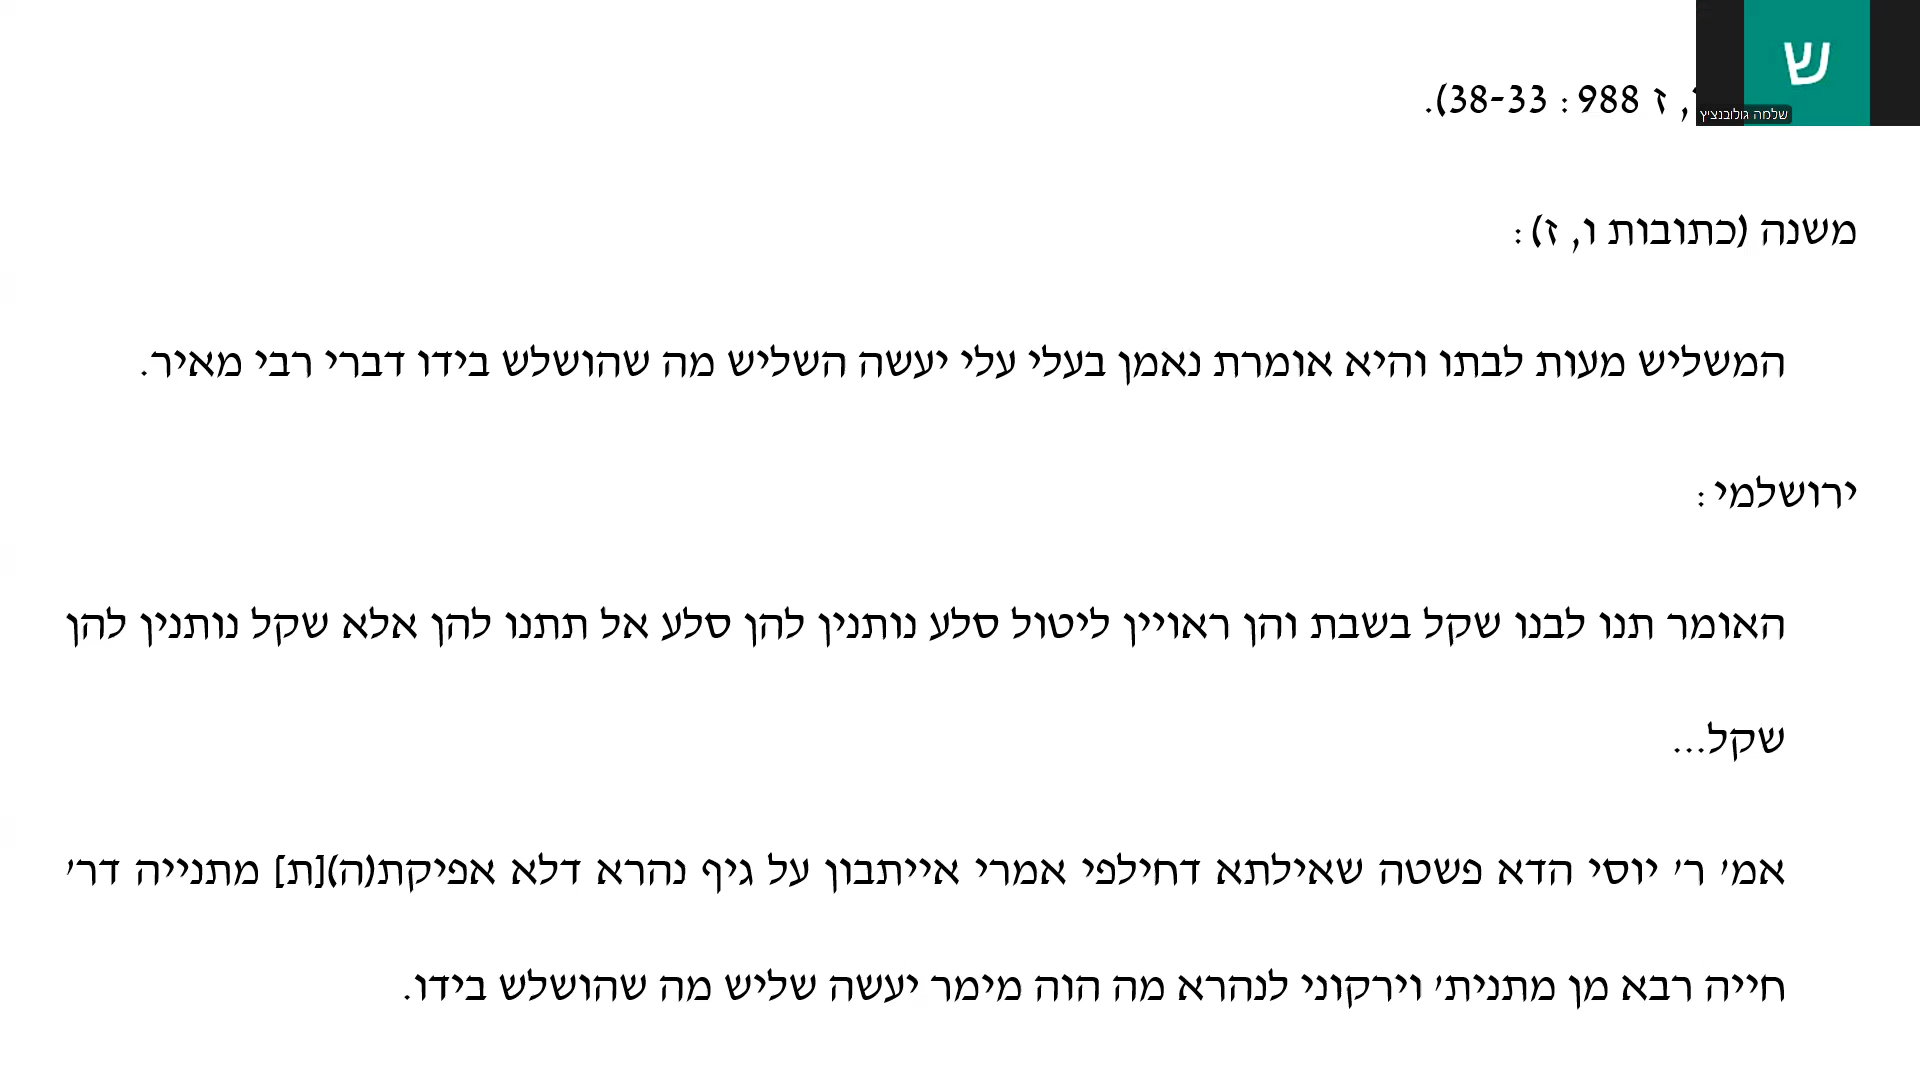 ש
שלמה גולובנציץ
, ז 988 : 38-33).
משנה (כתובות ו, ז):
המשליש מעות לבתו והיא אומרת נאמן בעלי עלי יעשה השליש מה שהושלש בידו דברי רבי מאיר.
ירושלמי:
האומר תנו לבנו שקל בשבת והן ראויין ליטול סלע נותנין להן סלע אל תתנו להן אלא שקל נותנין להן
שקל...
אמ' ר' יוסי הדא פשטה שאילתא דחילפי אמרי אייתבון על גיף נהרא דלא אפיקת(ה)[ת] מתנייה דר'
חייה רבא מן מתנית' וירקוני לנהרא מה הוה מימר יעשה שליש מה שהושלש בידו.